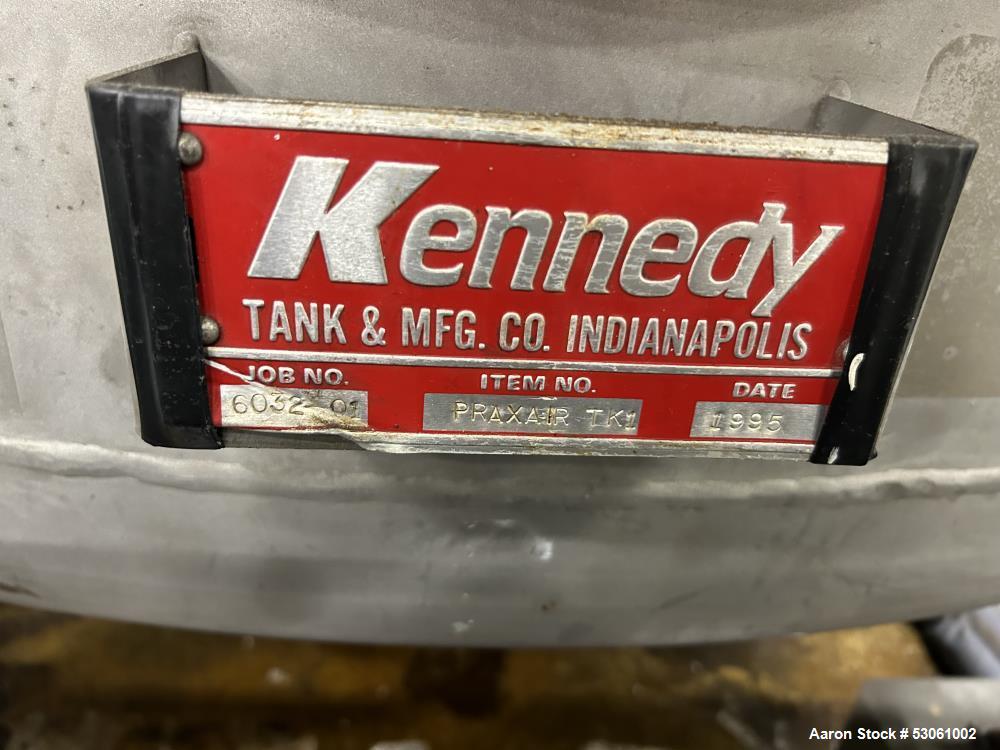 Kennedy
TANK & MFG. CO. INDIANAPOLIS
JOB NO. ITEM NO. DATE
6032-01 PRAXAIR TK1 1995
Aaron Stock # 53061002